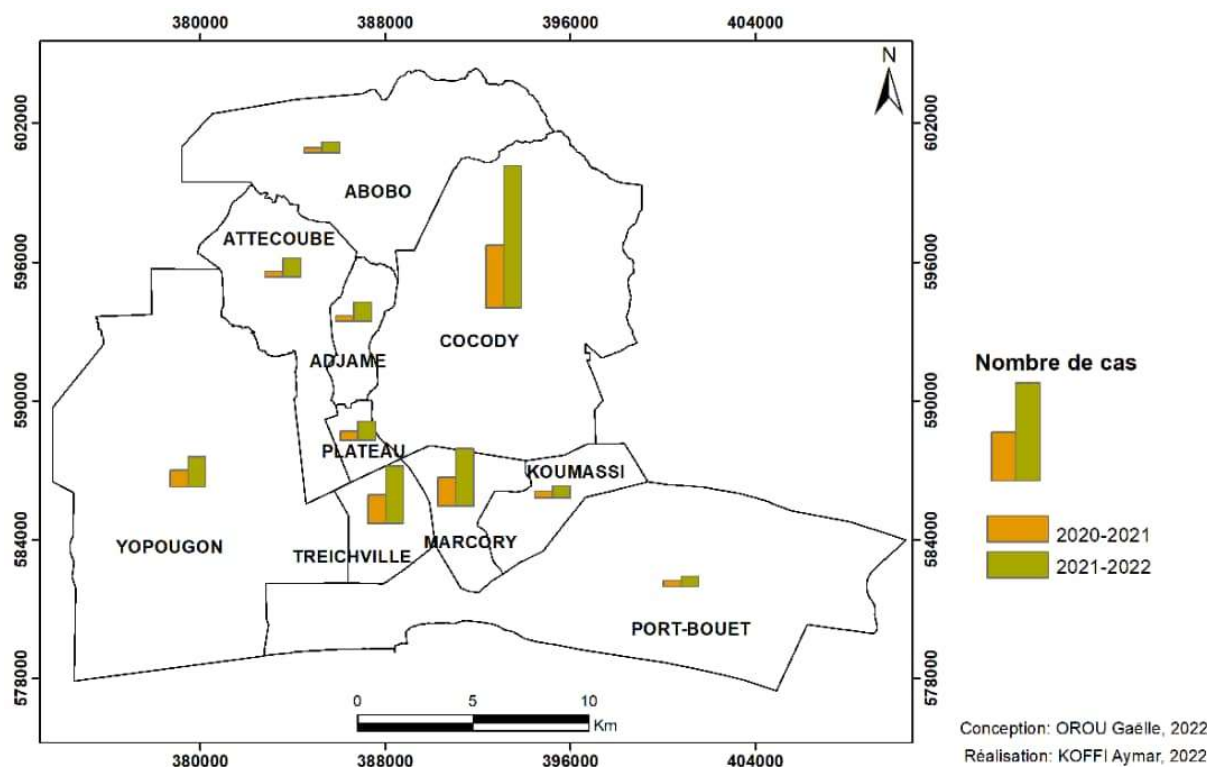 380000 388000 396000 404000
N
602000 602000
ABOBO
ATTECOUBE
596000 596000
COCODY
ADJAME
Nombre de cas
590000 590000
PLATEAU
KOUMASSI
2020-2021
584000 584000
YOPOUGON
TREICHVILLE
MARCORY
2021-2022
PORT-BOUET
578000 578000
0 5 10
Km
380000 388000 396000 404000
Conception: OROU Gaëlle, 2022
Réalisation: KOFFI Aymar, 2022